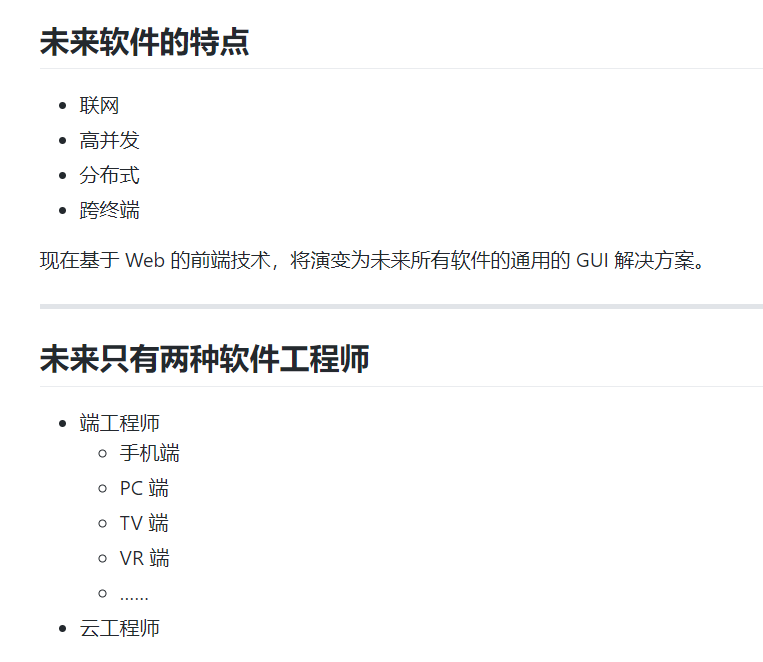 未来软件的特点
联网
高并发
分布式
跨终端
现在基于 Web 的前端技术，将演变为未来所有软件的通用的 GUI 解决方案。
未来只有两种软件工程师
端工程师
手机端
PC 端
TV 端
VR 端
……
云工程师